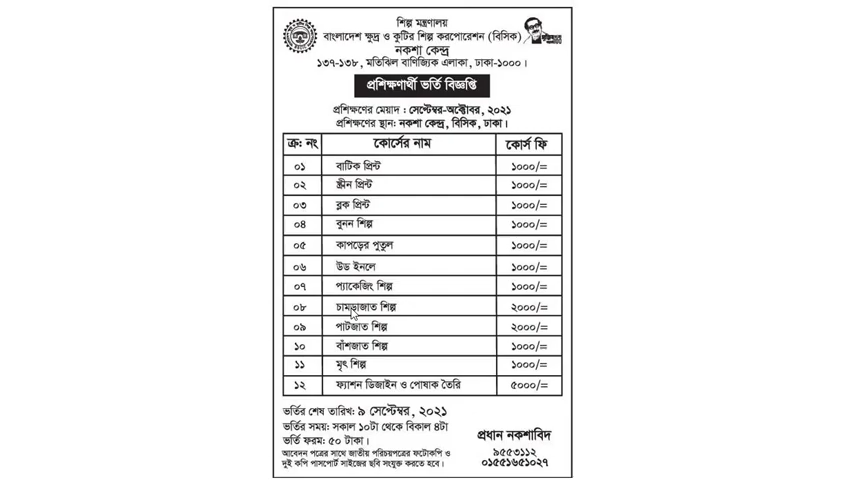 শিল্প মন্ত্রণালয়
বাংলাদেশ ক্ষুদ্র ও কুটির শিল্প করপোরেশন (বিসিক)
নকশা কেন্দ্র
১৩৭-১৩৮, মতিঝিল বাণিজ্যিক এলাকা, ঢাকা-১০০০।
প্রশিক্ষণার্থী ভর্তি বিজ্ঞপ্তি
প্রশিক্ষণের মেয়াদ : সেপ্টেম্বর-অক্টোবর, ২০২১
প্রশিক্ষণের স্থান: নকশা কেন্দ্র, বিসিক, ঢাকা।
ক্র: নং কোর্সের নাম কোর্স ফি
০১ বাটিক প্রিন্ট ১০০০/=
০২ স্ক্রীন প্রিন্ট ১০০০/=
০৩ ব্লক প্রিন্ট ১০০০/=
০৪ বুনন শিল্প ১০০০/=
০৫ কাপড়ের পুতুল ১০০০/=
০৬ উড ইনলে ১০০০/=
০৭ প্যাকেজিং শিল্প ১০০০/=
০৮ চামড়াজাত শিল্প ২০০০/=
০৯ পাটজাত শিল্প ২০০০/=
১০ বাঁশজাত শিল্প ১০০০/=
১১ মৃৎ শিল্প ১০০০/=
১২ ফ্যাশন ডিজাইন ও পোষাক তৈরি ৫০০০/=
ভর্তির শেষ তারিখ: ৯ সেপ্টেম্বর, ২০২১
ভর্তির সময়: সকাল ১০টা থেকে বিকাল ৪টা
ভর্তি ফরম: ৫০ টাকা।
আবেদন পত্রের সাথে জাতীয় পরিচয়পত্রের ফটোকপি ও
দুই কপি পাসপোর্ট সাইজের ছবি সংযুক্ত করতে হবে।
প্রধান নকশাবিদ
৯৫৫৩১১২
০১৫৫১৬৫১০২৭